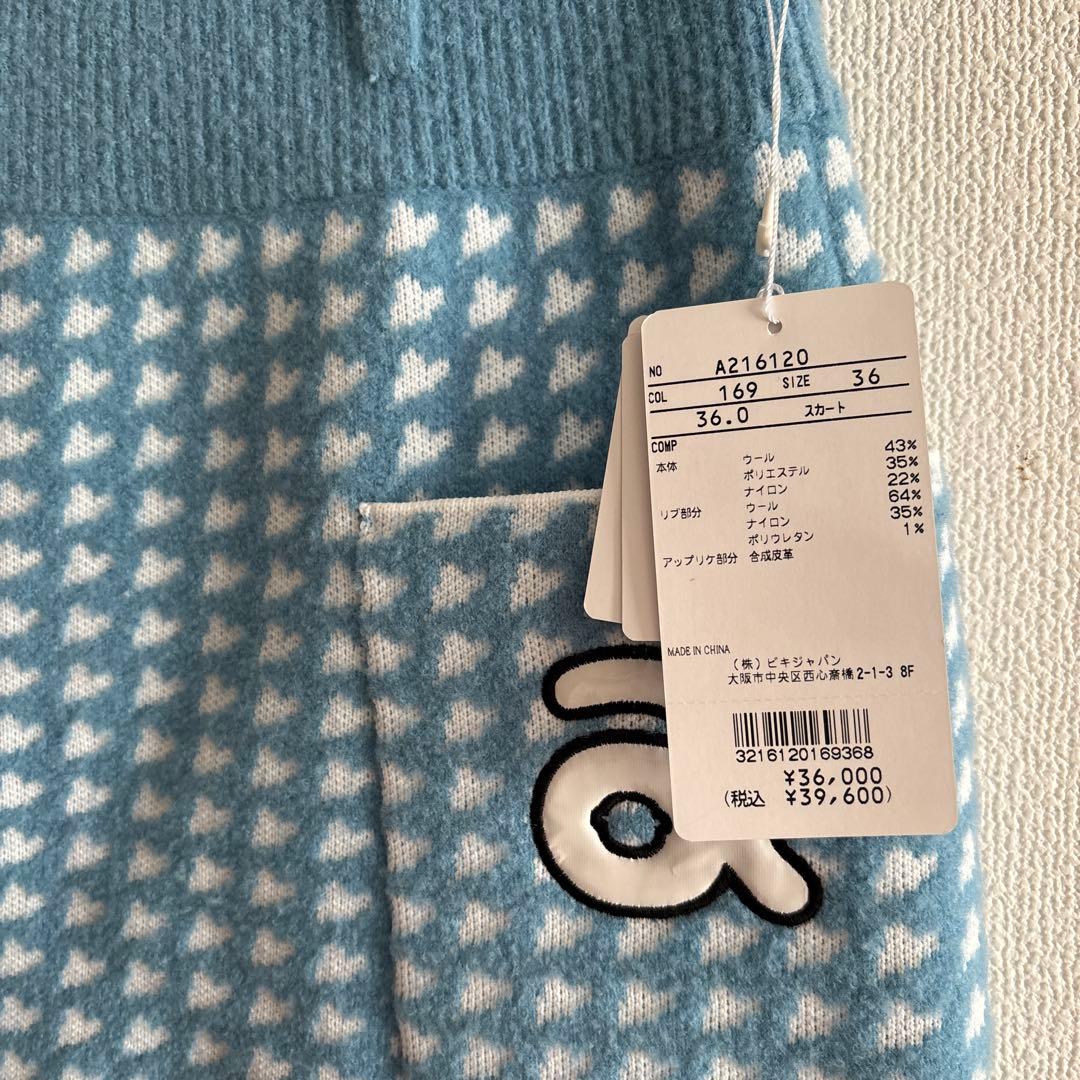 NO A216120
COL 169 SIZE 36
36.0 スカート
COMP
本体 ウール 43%
ポリエステル 35%
ナイロン 22%
リブ部分 ウール 64%
ナイロン 35%
ポリウレタン 1%
アップリケ部分 合成皮革
MADE IN CHINA
(株)ビキジャパン
大阪市中央区西心斎橋2-1-3 8F
3216120169368
¥36,000
(税込 ¥39,600)
ā